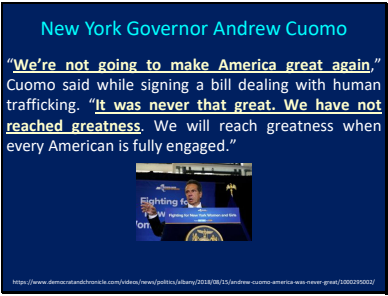 New York Governor Andrew Cuomo
“We’re not going to make America great again,”
Cuomo said while signing a bill dealing with human
trafficking. “It was never that great. We have not
reached greatness. We will reach greatness when
every American is fully engaged.”
Fighting for New York Women and Girls
https://www.democratandchronicle.com/videos/news/politics/albany/2018/08/15/andrew-cuomo-america-was-never-great/1000295002/